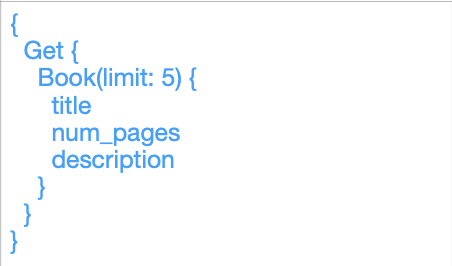 {
  Get {
    Book(limit: 5) {
      title
      num_pages
      description
    }
  }
}